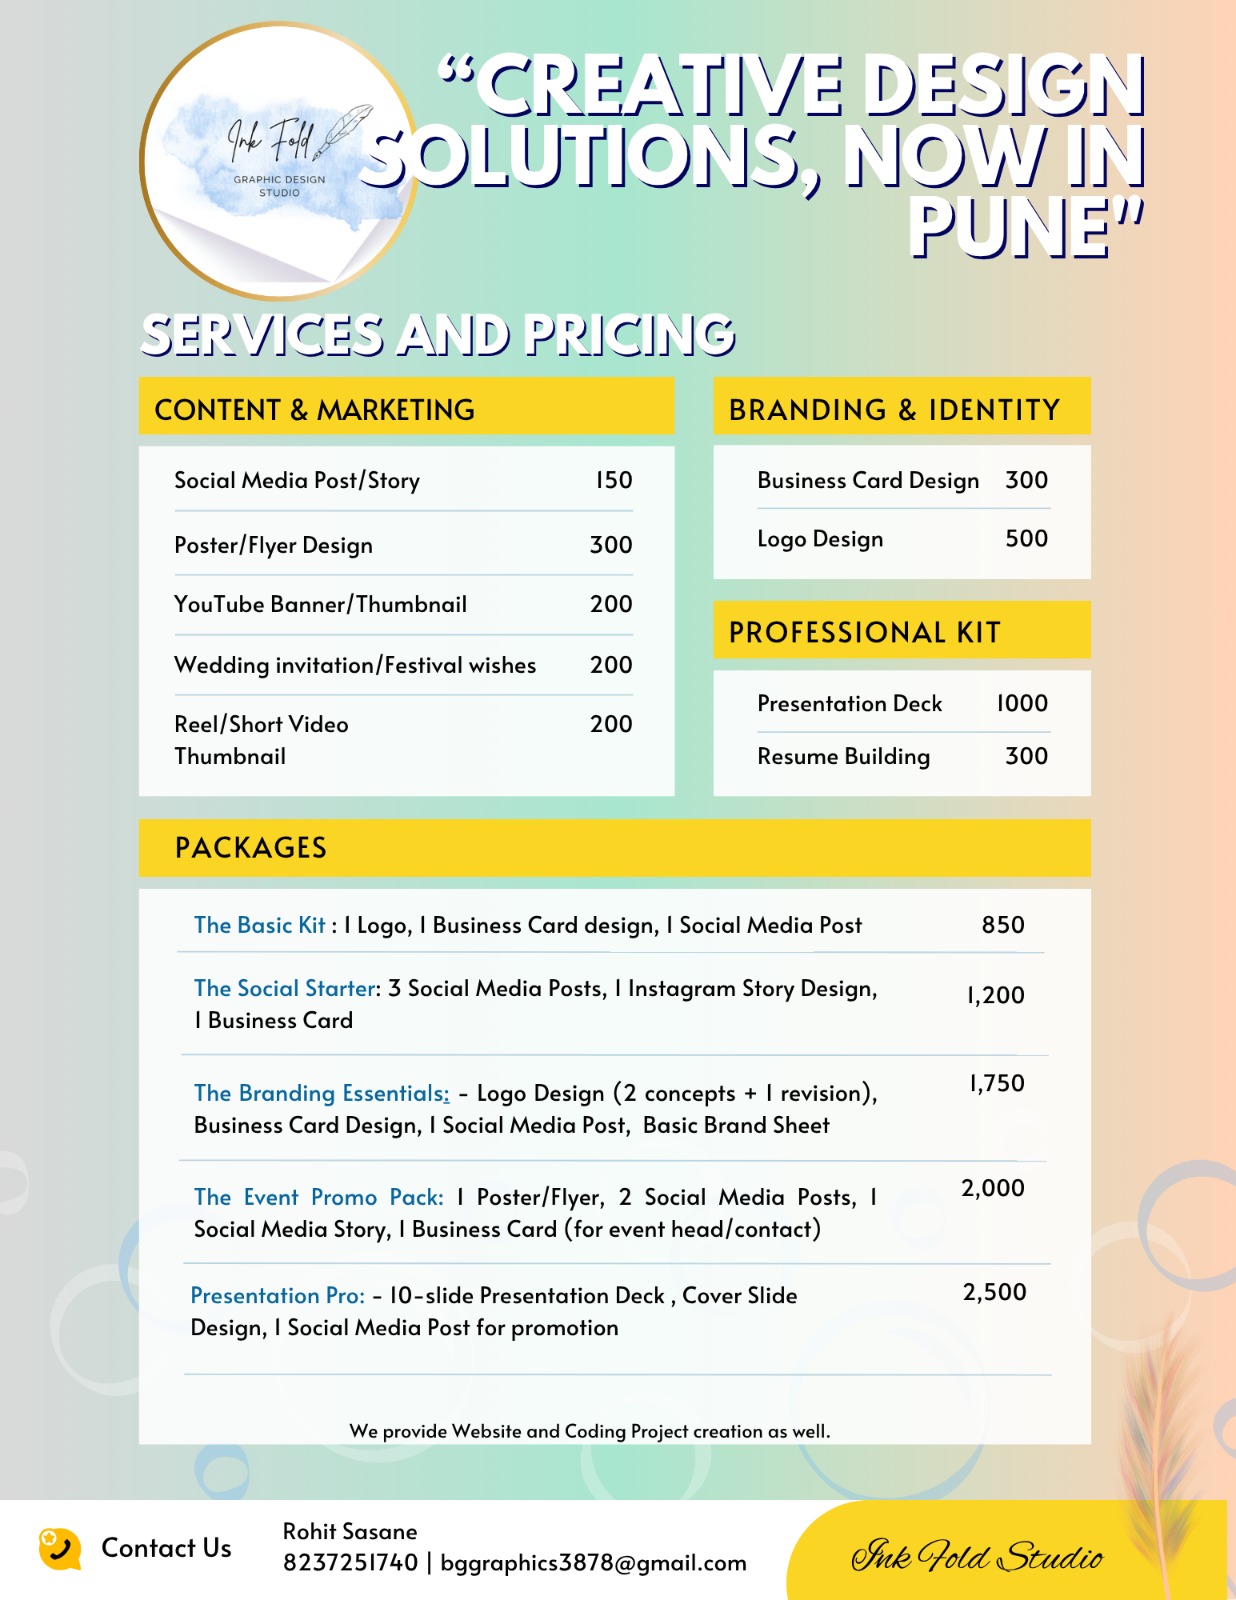 Ink Fold
GRAPHIC DESIGN
STUDIO
“CREATIVE DESIGN
SOLUTIONS, NOW IN
PUNE"
SERVICES AND PRICING
CONTENT & MARKETING
Social Media Post/Story 150
Poster/Flyer Design 300
YouTube Banner/Thumbnail 200
Wedding invitation/Festival wishes 200
Reel/Short Video 200
Thumbnail
BRANDING & IDENTITY
Business Card Design 300
Logo Design 500
PROFESSIONAL KIT
Presentation Deck 1000
Resume Building 300
PACKAGES
The Basic Kit : 1 Logo, 1 Business Card design, 1 Social Media Post 850
The Social Starter: 3 Social Media Posts, 1 Instagram Story Design, 1,200
1 Business Card
The Branding Essentials: - Logo Design (2 concepts + 1 revision), 1,750
Business Card Design, 1 Social Media Post, Basic Brand Sheet
The Event Promo Pack: 1 Poster/Flyer, 2 Social Media Posts, 1 2,000
Social Media Story, 1 Business Card (for event head/contact)
Presentation Pro: - 10-slide Presentation Deck , Cover Slide 2,500
Design, 1 Social Media Post for promotion
We provide Website and Coding Project creation as well.
Contact Us
Rohit Sasane
8237251740 | bggraphics3878@gmail.com
Ink Fold Studio